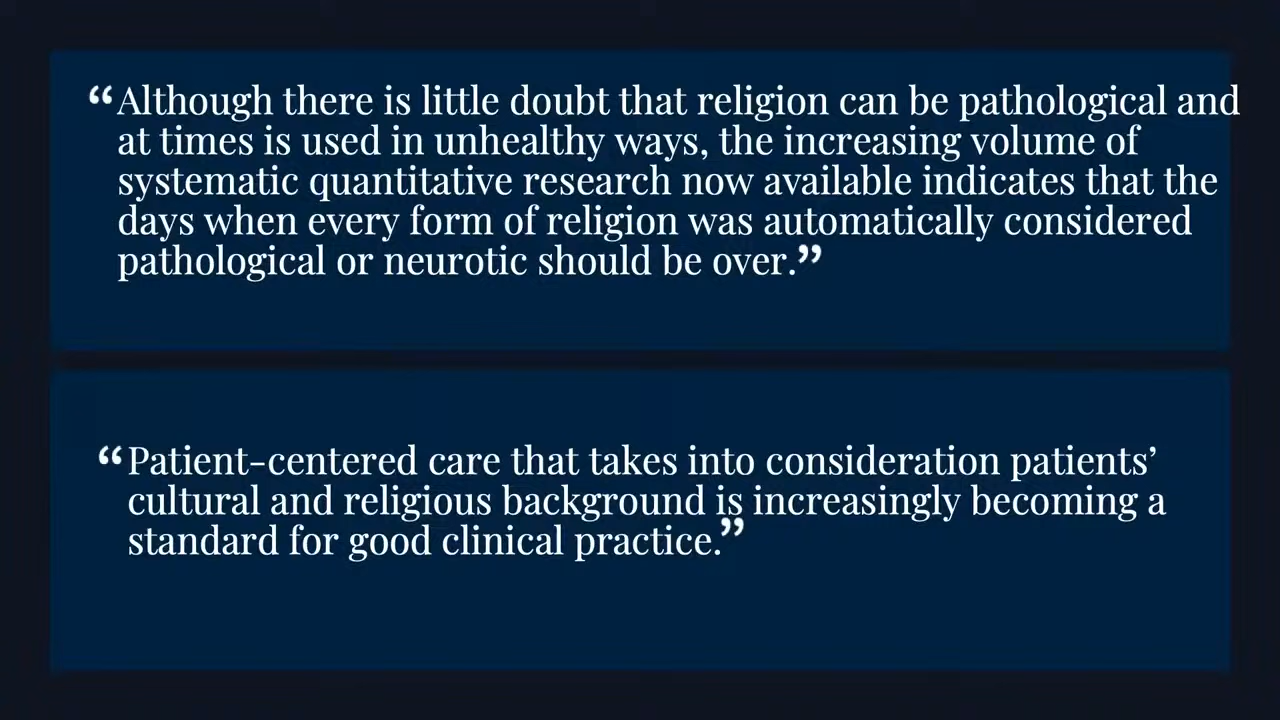 “Although there is little doubt that religion can be pathological and
at times is used in unhealthy ways, the increasing volume of
systematic quantitative research now available indicates that the
days when every form of religion was automatically considered
pathological or neurotic should be over.”
“Patient-centered care that takes into consideration patients’
cultural and religious background is increasingly becoming a
standard for good clinical practice.”